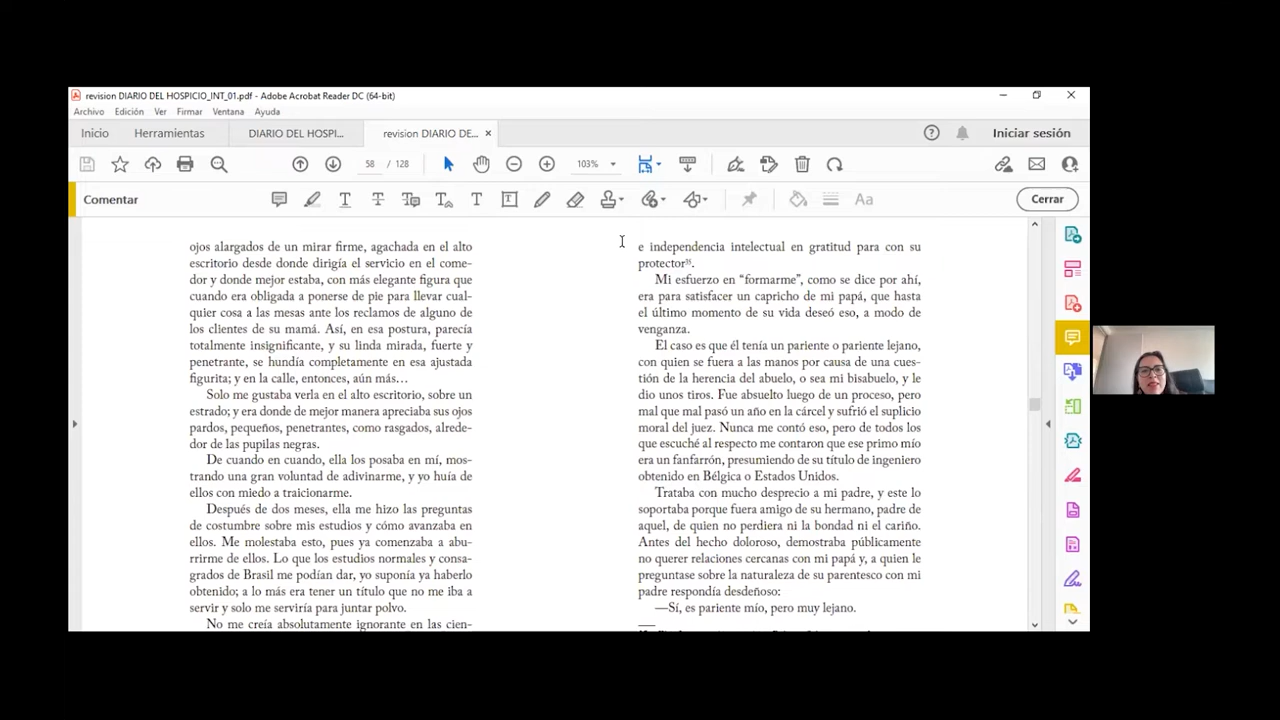 revision DIARIO DEL HOSPICIO_INT_01.pdf - Adobe Acrobat Reader DC (64-bit)
Archivo Edición Ver Firmar Ventana Ayuda
Inicio Herramientas DIARIO DEL HOSPI... revision DIARIO DE... Iniciar sesión
58 / 128 103%
Comentar Aa Cerrar
ojos alargados de un mirar firme, agachada en el alto
escritorio desde donde dirigía el servicio en el come-
dor y donde mejor estaba, con más elegante figura que
cuando era obligada a ponerse de pie para llevar cual-
quier cosa a las mesas ante los reclamos de alguno de
los clientes de su mamá. Así, en esa postura, parecía
totalmente insignificante, y su linda mirada, fuerte y
penetrante, se hundía completamente en esa ajustada
figurita; y en la calle, entonces, aún más…
Solo me gustaba verla en el alto escritorio, sobre un
estrado; y era donde de mejor manera apreciaba sus ojos
pardos, pequeños, penetrantes, como rasgados, alrede-
dor de las pupilas negras.
De cuando en cuando, ella los posaba en mí, mos-
trando una gran voluntad de adivinarme, y yo huía de
ellos con miedo a traicionarme.
Después de dos meses, ella me hizo las preguntas
de costumbre sobre mis estudios y cómo avanzaba en
ellos. Me molestaba esto, pues ya comenzaba a abu-
rrirme de ellos. Lo que los estudios normales y consa-
grados de Brasil me podían dar, yo suponía ya haberlo
obtenido; a lo más era tener un título que no me iba a
servir y solo me serviría para juntar polvo.
No me creía absolutamente ignorante en las cien-
e independencia intelectual en gratitud para con su
protector³⁵.
Mi esfuerzo en “formarme”, como se dice por ahí,
era para satisfacer un capricho de mi papá, que hasta
el último momento de su vida deseó eso, a modo de
venganza.
El caso es que él tenía un pariente o pariente lejano,
con quien se fuera a las manos por causa de una cues-
tión de la herencia del abuelo, o sea mi bisabuelo, y le
dio unos tiros. Fue absuelto luego de un proceso, pero
mal que mal pasó un año en la cárcel y sufrió el suplicio
moral del juez. Nunca me contó eso, pero de todos los
que escuché al respecto me contaron que ese primo mío
era un fanfarrón, presumiendo de su título de ingeniero
obtenido en Bélgica o Estados Unidos.
Trataba con mucho desprecio a mi padre, y este lo
soportaba porque fuera amigo de su hermano, padre de
aquel, de quien no perdiera ni la bondad ni el cariño.
Antes del hecho doloroso, demostraba públicamente
no querer relaciones cercanas con mi papá y, a quien le
preguntase sobre la naturaleza de su parentesco con mi
padre respondía desdeñoso:
—Sí, es pariente mío, pero muy lejano.